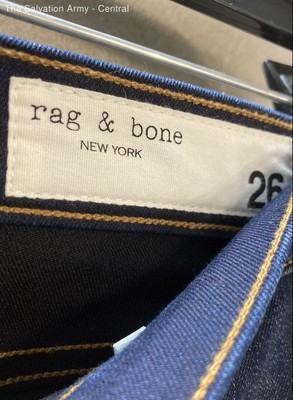 The Salvation Army - Central
rag & bone
NEW YORK
26